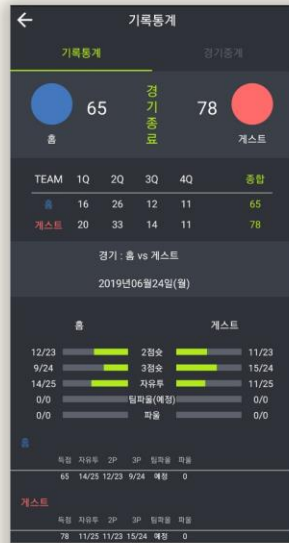 기록통계
기록통계 경기중계
65 경기종료 78
홈 게스트
TEAM 1Q 2Q 3Q 4Q 종합
홈 16 26 12 11 65
게스트 20 33 14 11 78
경기 : 홈 vs 게스트
2019년06월24일(월)
홈 게스트
12/23 2점슛 11/23
9/24 3점슛 15/24
14/25 자유투 11/25
0/0 팀파울(예정) 0/0
0/0 파울 0/0
홈
득점 자유투 2P 3P 팀파울 파울
65 14/25 12/23 9/24 예정 0
게스트
득점 자유투 2P 3P 팀파울 파울
78 11/25 11/23 15/24 예정 0